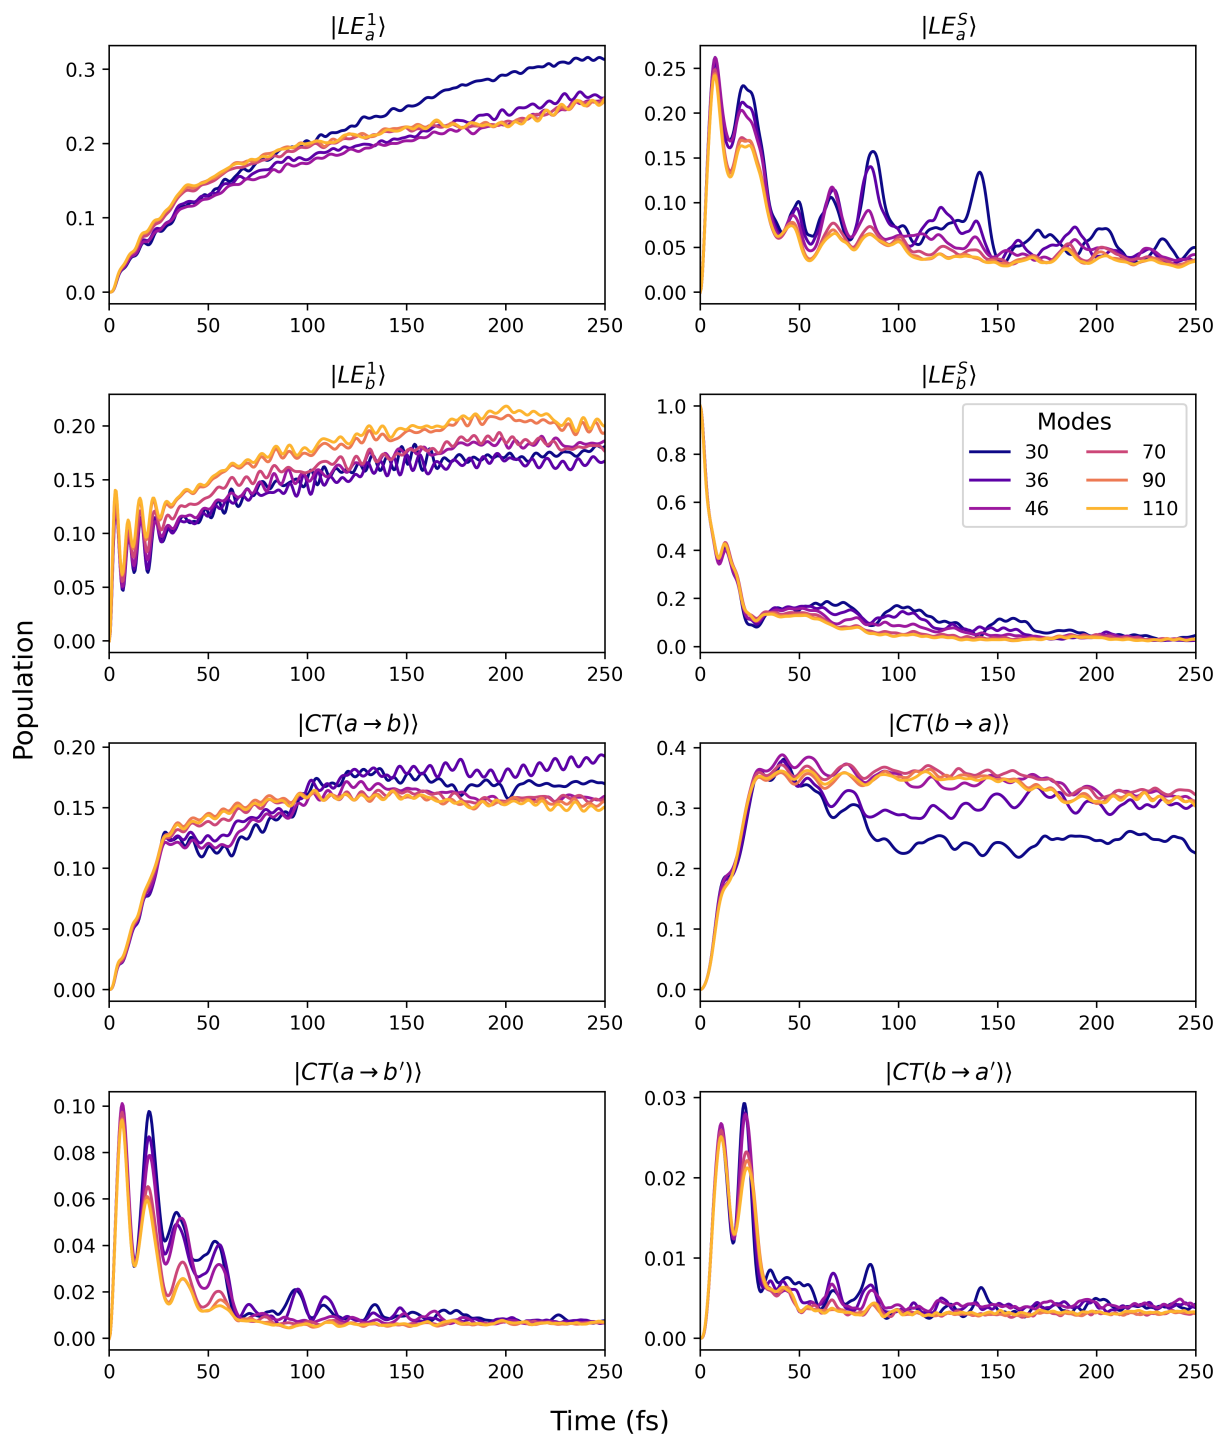 |LE_a^1⟩
0.3
0.2
0.1
0.0
0 50 100 150 200 250
|LE_a^S⟩
0.25
0.20
0.15
0.10
0.05
0.00
0 50 100 150 200 250
|LE_b^1⟩
0.20
0.15
0.10
0.05
0.00
0 50 100 150 200 250
|LE_b^S⟩
1.0
0.8
0.6
0.4
0.2
0.0
0 50 100 150 200 250
Modes
30 70
36 90
46 110
Population
|CT(a → b)⟩
0.20
0.15
0.10
0.05
0.00
0 50 100 150 200 250
|CT(b → a)⟩
0.4
0.3
0.2
0.1
0.0
0 50 100 150 200 250
|CT(a → b′)⟩
0.10
0.08
0.06
0.04
0.02
0.00
0 50 100 150 200 250
|CT(b → a′)⟩
0.03
0.02
0.01
0.00
0 50 100 150 200 250
Time (fs)